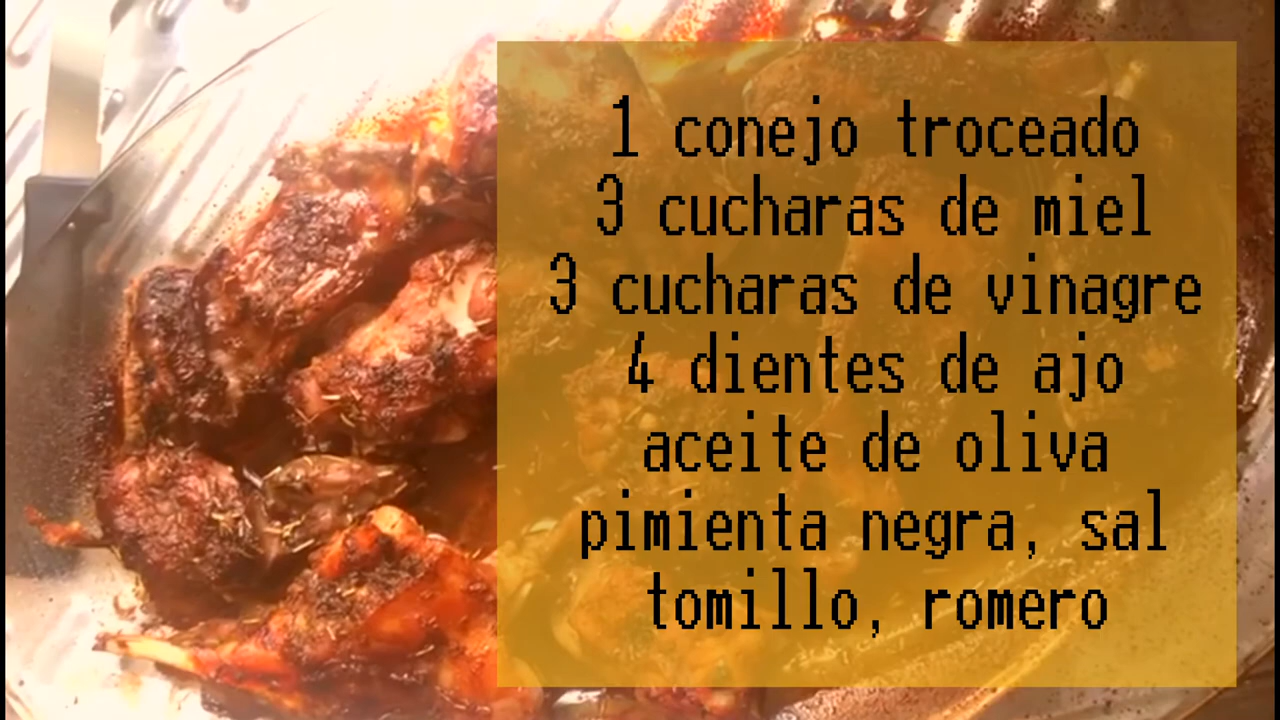 1 conejo troceado
3 cucharas de miel
3 cucharas de vinagre
4 dientes de ajo
aceite de oliva
pimienta negra, sal
tomillo, romero